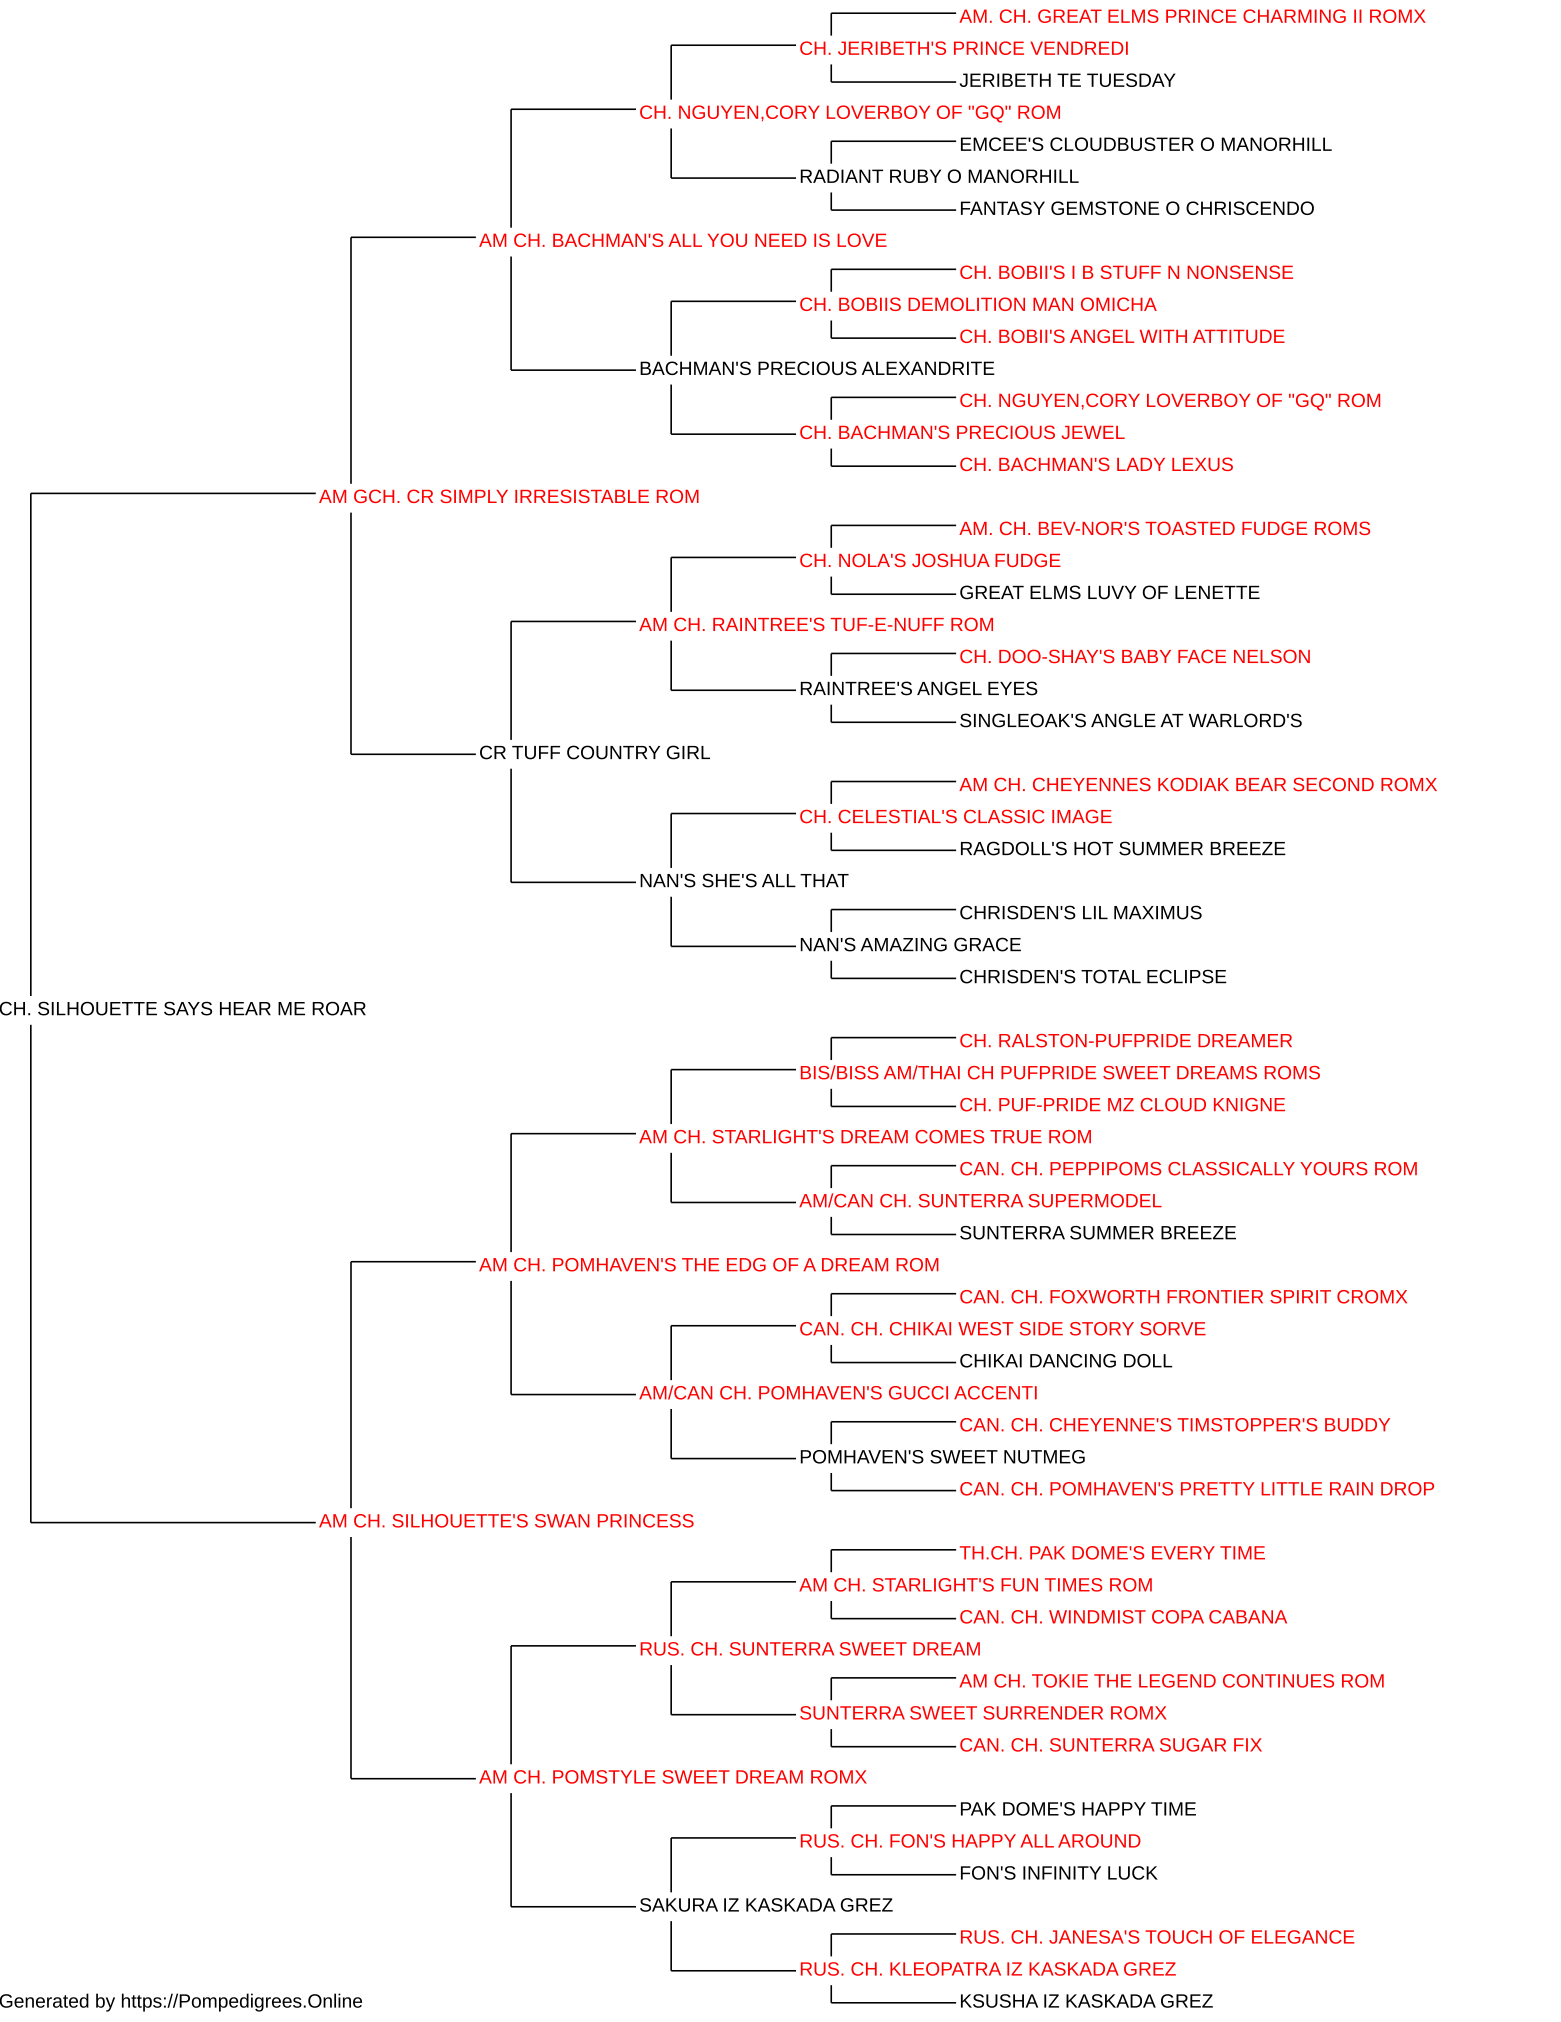 AM. CH. GREAT ELMS PRINCE CHARMING II ROMX
CH. JERIBETH'S PRINCE VENDREDI
JERIBETH TE TUESDAY
CH. NGUYEN,CORY LOVERBOY OF "GQ" ROM
EMCEE'S CLOUDBUSTER O MANORHILL
RADIANT RUBY O MANORHILL
FANTASY GEMSTONE O CHRISCENDO
AM CH. BACHMAN'S ALL YOU NEED IS LOVE
CH. BOBII'S I B STUFF N NONSENSE
CH. BOBIIS DEMOLITION MAN OMICHA
CH. BOBII'S ANGEL WITH ATTITUDE
BACHMAN'S PRECIOUS ALEXANDRITE
CH. NGUYEN,CORY LOVERBOY OF "GQ" ROM
CH. BACHMAN'S PRECIOUS JEWEL
CH. BACHMAN'S LADY LEXUS
AM GCH. CR SIMPLY IRRESISTABLE ROM
AM. CH. BEV-NOR'S TOASTED FUDGE ROMS
CH. NOLA'S JOSHUA FUDGE
GREAT ELMS LUVY OF LENETTE
AM CH. RAINTREE'S TUF-E-NUFF ROM
CH. DOO-SHAY'S BABY FACE NELSON
RAINTREE'S ANGEL EYES
SINGLEOAK'S ANGLE AT WARLORD'S
CR TUFF COUNTRY GIRL
AM CH. CHEYENNES KODIAK BEAR SECOND ROMX
CH. CELESTIAL'S CLASSIC IMAGE
RAGDOLL'S HOT SUMMER BREEZE
NAN'S SHE'S ALL THAT
CHRISDEN'S LIL MAXIMUS
NAN'S AMAZING GRACE
CHRISDEN'S TOTAL ECLIPSE
CH. SILHOUETTE SAYS HEAR ME ROAR
CH. RALSTON-PUFPRIDE DREAMER
BIS/BISS AM/THAI CH PUFPRIDE SWEET DREAMS ROMS
CH. PUF-PRIDE MZ CLOUD KNIGNE
AM CH. STARLIGHT'S DREAM COMES TRUE ROM
CAN. CH. PEPPIPOMS CLASSICALLY YOURS ROM
AM/CAN CH. SUNTERRA SUPERMODEL
SUNTERRA SUMMER BREEZE
AM CH. POMHAVEN'S THE EDG OF A DREAM ROM
CAN. CH. FOXWORTH FRONTIER SPIRIT CROMX
CAN. CH. CHIKAI WEST SIDE STORY SORVE
CHIKAI DANCING DOLL
AM/CAN CH. POMHAVEN'S GUCCI ACCENTI
CAN. CH. CHEYENNE'S TIMSTOPPER'S BUDDY
POMHAVEN'S SWEET NUTMEG
CAN. CH. POMHAVEN'S PRETTY LITTLE RAIN DROP
AM CH. SILHOUETTE'S SWAN PRINCESS
TH.CH. PAK DOME'S EVERY TIME
AM CH. STARLIGHT'S FUN TIMES ROM
CAN. CH. WINDMIST COPA CABANA
RUS. CH. SUNTERRA SWEET DREAM
AM CH. TOKIE THE LEGEND CONTINUES ROM
SUNTERRA SWEET SURRENDER ROMX
CAN. CH. SUNTERRA SUGAR FIX
AM CH. POMSTYLE SWEET DREAM ROMX
PAK DOME'S HAPPY TIME
RUS. CH. FON'S HAPPY ALL AROUND
FON'S INFINITY LUCK
SAKURA IZ KASKADA GREZ
RUS. CH. JANESA'S TOUCH OF ELEGANCE
RUS. CH. KLEOPATRA IZ KASKADA GREZ
KSUSHA IZ KASKADA GREZ
Generated by https://Pompedigrees.Online